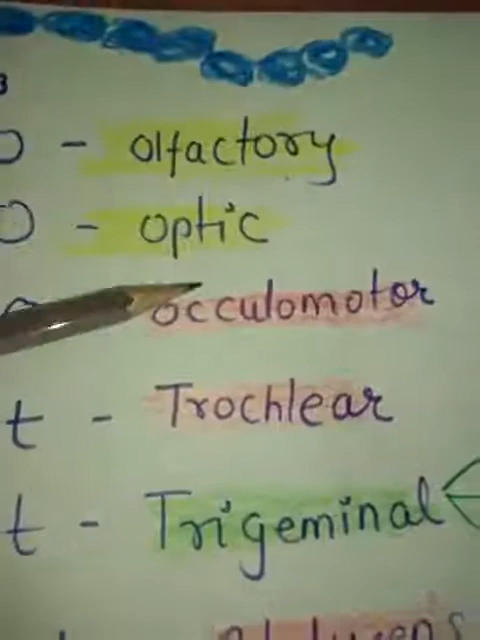 O - Olfactory
O - Optic
Occulomotor
t - Trochlear
t - Trigeminal